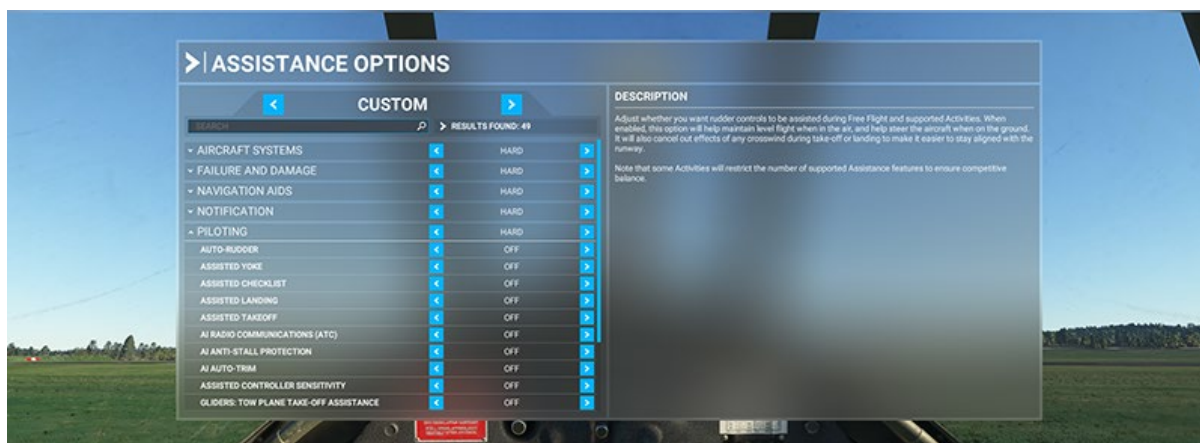 ASSISTANCE OPTIONS
CUSTOM
SEARCH
RESULTS FOUND: 49
AIRCRAFT SYSTEMS HARD
FAILURE AND DAMAGE HARD
NAVIGATION AIDS HARD
NOTIFICATION HARD
PILOTING HARD
AUTO-RUDDER OFF
ASSISTED YOKE OFF
ASSISTED CHECKLIST OFF
ASSISTED LANDING OFF
ASSISTED TAKEOFF OFF
AI RADIO COMMUNICATIONS (ATC) OFF
AI ANTI-STALL PROTECTION OFF
AI AUTO-TRIM OFF
ASSISTED CONTROLLER SENSITIVITY OFF
GLIDERS: TOW PLANE TAKE-OFF ASSISTANCE OFF
DESCRIPTION
Adjust whether you want rudder controls to be assisted during Free Flight and supported Activities. When
enabled, this option will help maintain level flight when in the air, and help steer the aircraft when on the ground.
It will also cancel out effects of any crosswind during take-off or landing to make it easier to stay aligned with the
runway.
Note that some Activities will restrict the number of supported Assistance features to ensure competitive
balance.